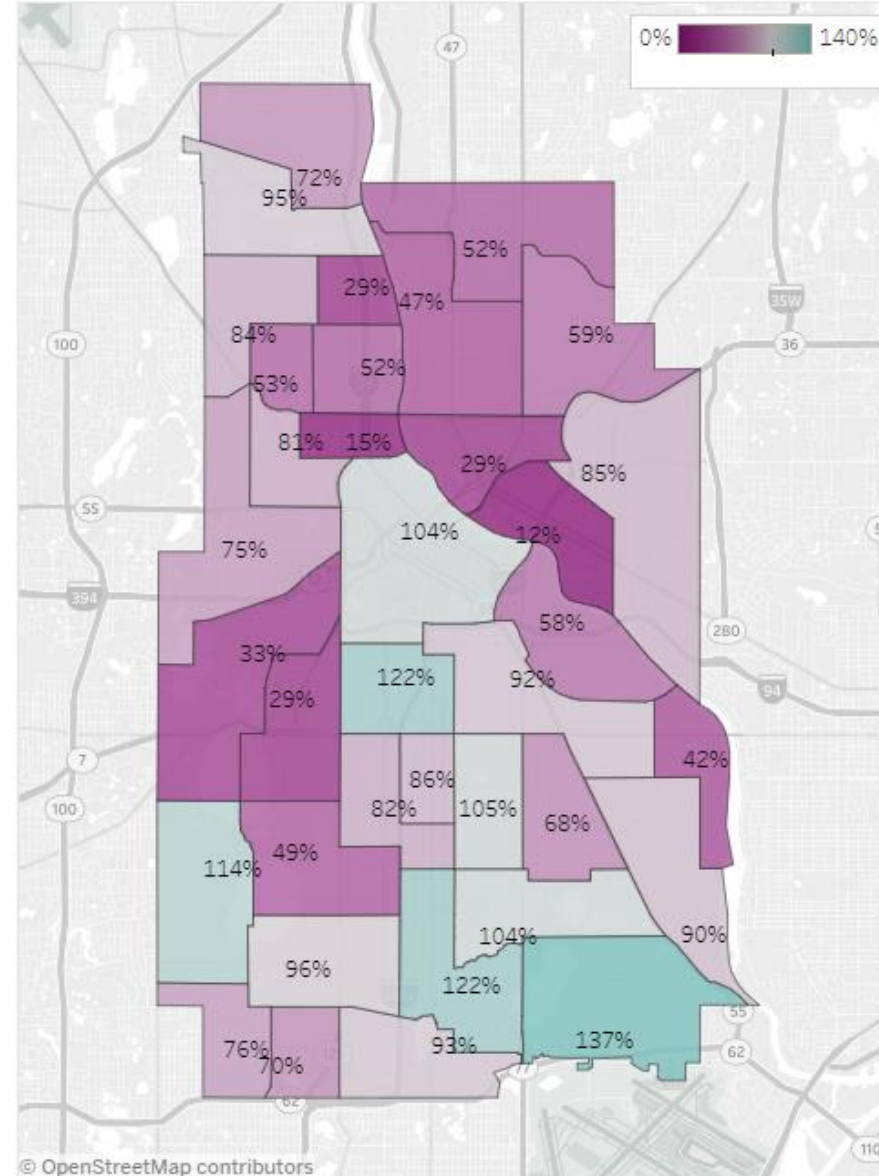 0% 140%
47
72%
95%
52%
29% 47%
35W
100 84% 59% 36
53% 52%
81% 15% 29% 85%
55 104% 12%
75%
394
58% 280
33%
29% 122% 92% 94
7 42%
100 82% 86% 105% 68%
114% 49%
96% 104% 90%
122%
55
76% 70% 93% 137% 62
62
110
© OpenStreetMap contributors